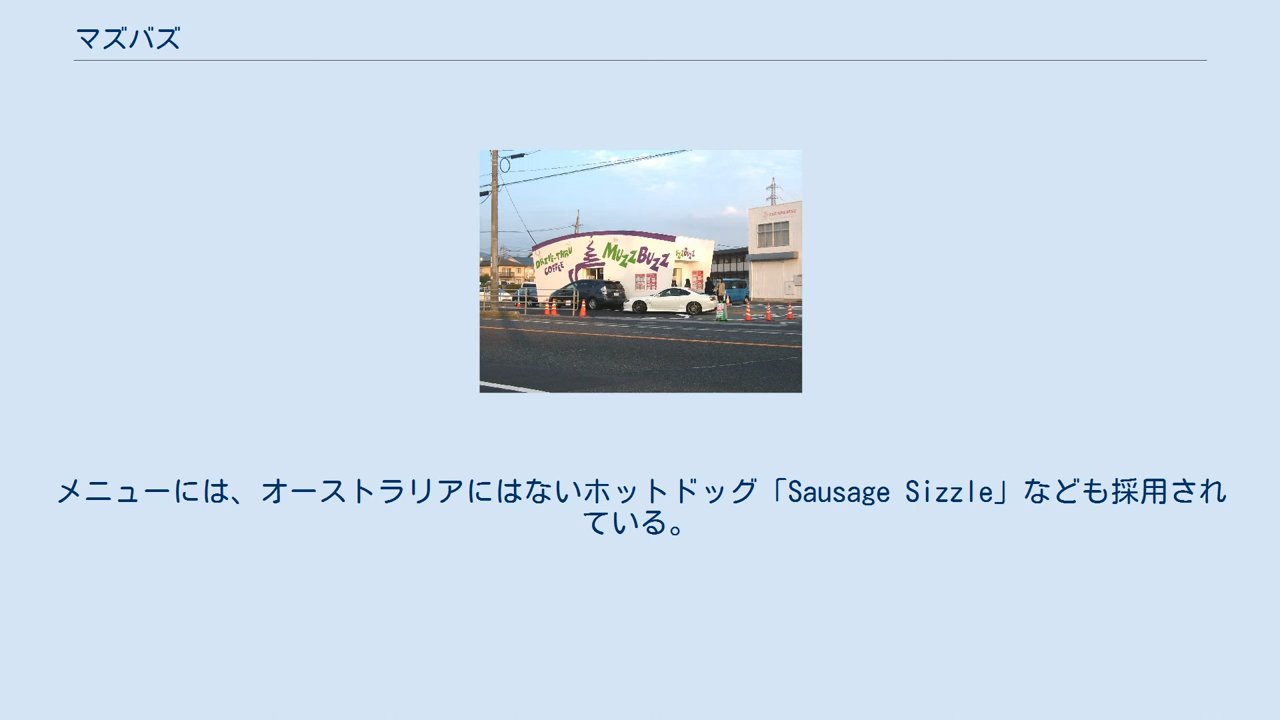 マズバズ
DRIVE-THRU
COFFEE
MUZZBUZZ
メニューには、オーストラリアにはないホットドッグ「Sausage Sizzle」なども採用され
ている。